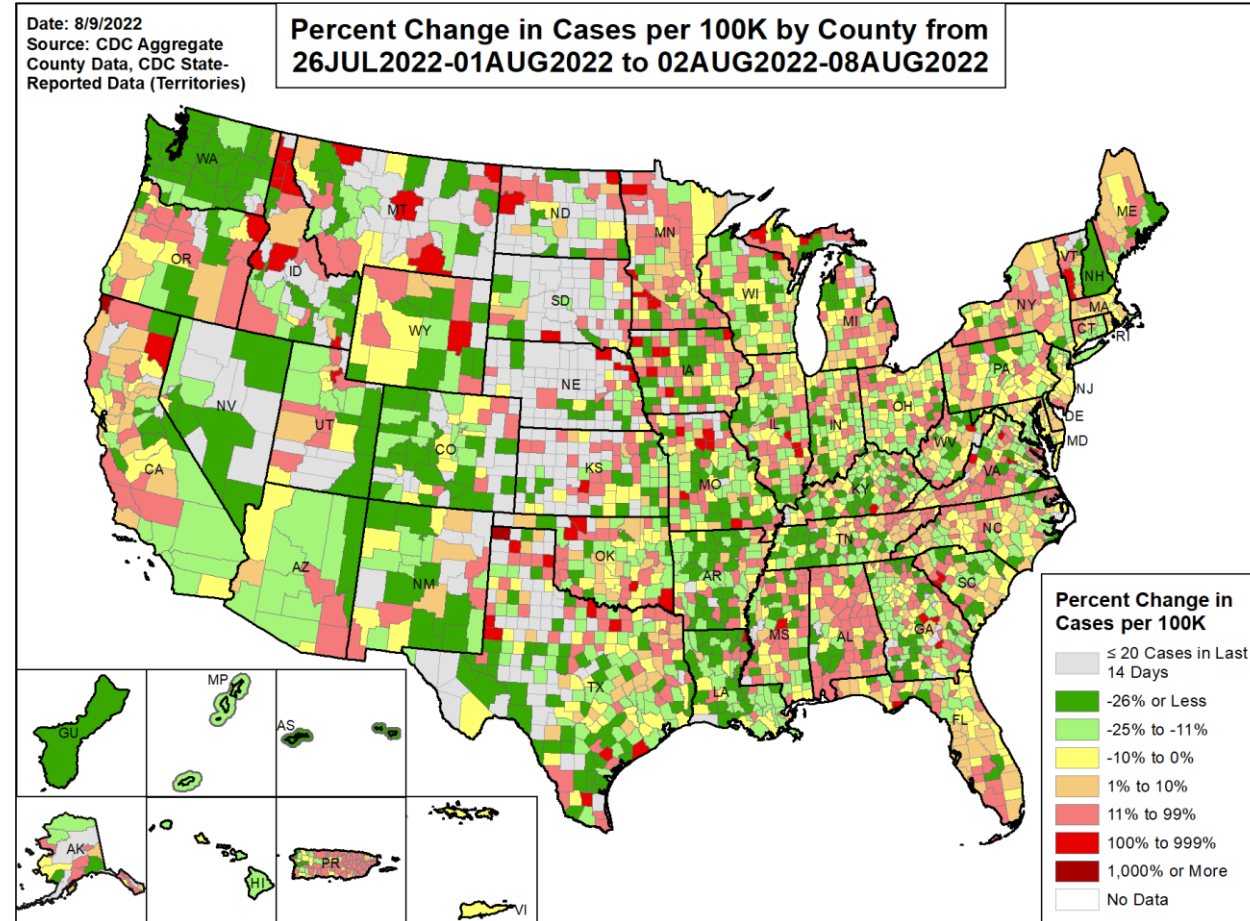 Date: 8/9/2022
Source: CDC Aggregate
County Data, CDC State-
Reported Data (Territories)
Percent Change in Cases per 100K by County from
26JUL2022-01AUG2022 to 02AUG2022-08AUG2022
WA
MT
ND
MN
ME
OR
ID
SD
WI
VT
NH
NY
MA
CT
RI
MI
WY
NE
IA
PA
NJ
NV
UT
CO
IL
IN
OH
DE
MD
WV
VA
CA
KS
MO
KY
NC
TN
AZ
NM
OK
AR
SC
MS
AL
GA
TX
LA
FL
GU
MP
AS
AK
HI
PR
VI
Percent Change in
Cases per 100K
≤ 20 Cases in Last
14 Days
-26% or Less
-25% to -11%
-10% to 0%
1% to 10%
11% to 99%
100% to 999%
1,000% or More
No Data